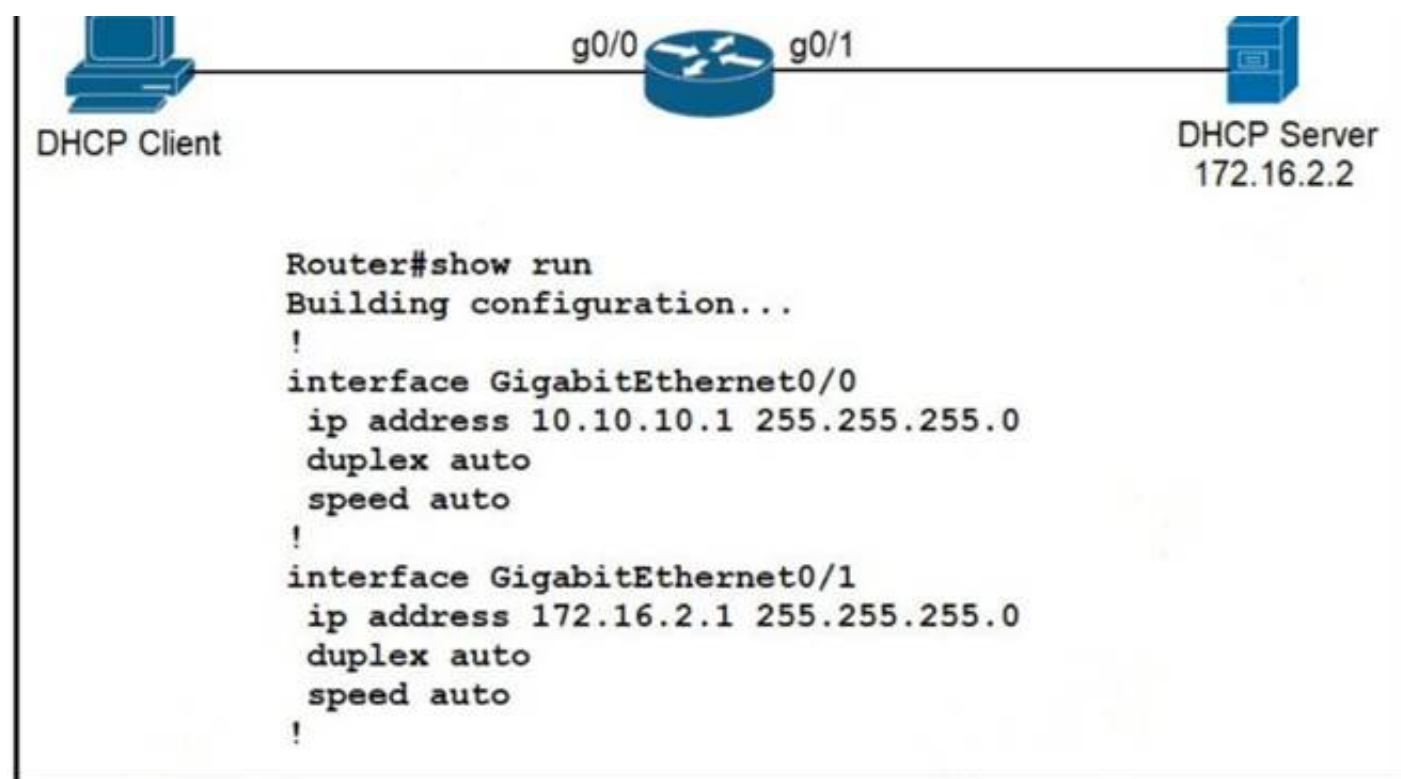 g0/0
g0/1
DHCP Client
DHCP Server
172.16.2.2
Router#show run
Building configuration...
!
interface GigabitEthernet0/0
 ip address 10.10.10.1 255.255.255.0
 duplex auto
 speed auto
!
interface GigabitEthernet0/1
 ip address 172.16.2.1 255.255.255.0
 duplex auto
 speed auto
!